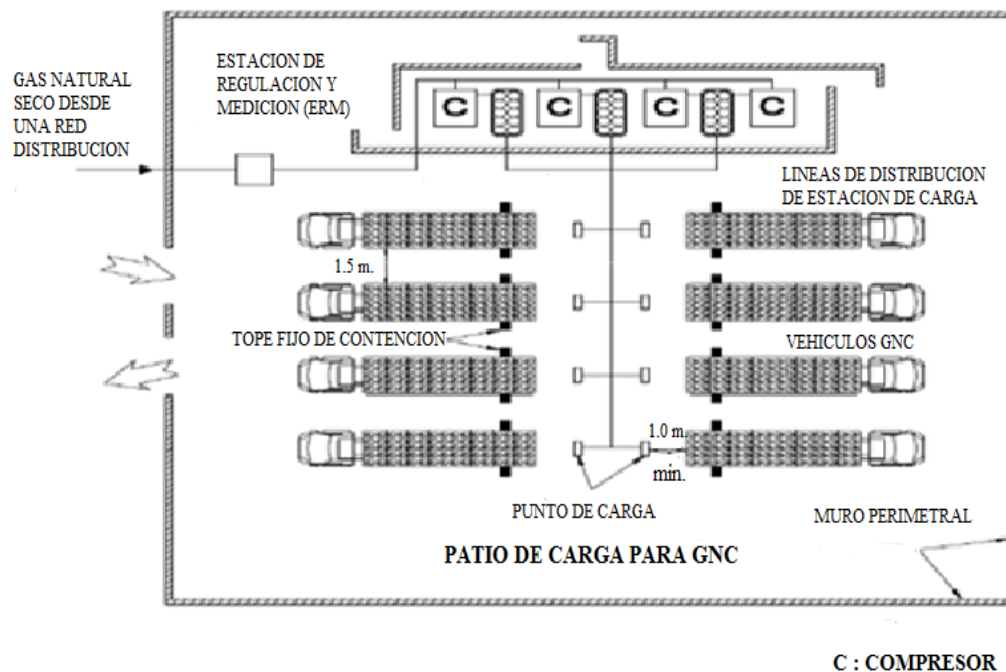 GAS NATURAL
SECO DESDE
UNA RED
DISTRIBUCION
ESTACION DE
REGULACION Y
MEDICION (ERM)
C
C
C
C
LINEAS DE DISTRIBUCION
DE ESTACION DE CARGA
1.5 m.
TOPE FIJO DE CONTENCION
VEHICULOS GNC
1.0 m.
min.
PUNTO DE CARGA
MURO PERIMETRAL
PATIO DE CARGA PARA GNC
C : COMPRESOR